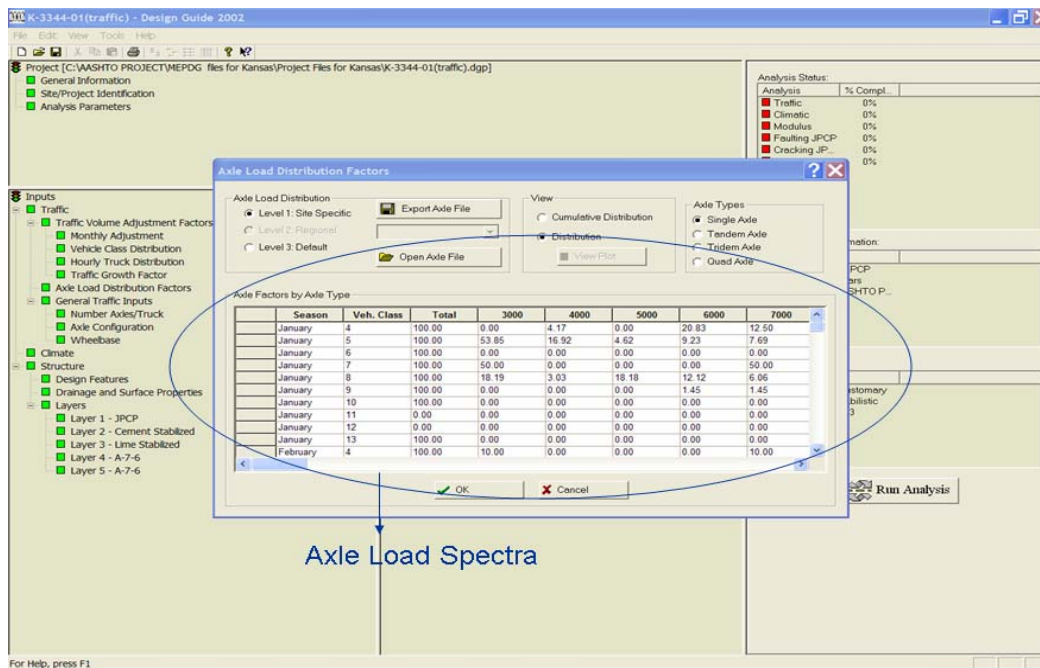 K-3344-01(traffic) - Design Guide 2002
File Edit View Tools Help
Project [C:\AASHTO PROJECT\MEPDG files for Kansas\Project Files for Kansas\K-3344-01(traffic).dgp]
General Information
Site/Project Identification
Analysis Parameters
Analysis Status:
Analysis % Compl...
Traffic 0%
Climatic 0%
Modulus 0%
Faulting JPCP 0%
Cracking JP... 0%
0%
Inputs
Traffic
Traffic Volume Adjustment Factors
Monthly Adjustment
Vehicle Class Distribution
Hourly Truck Distribution
Traffic Growth Factor
Axle Load Distribution Factors
General Traffic Inputs
Number Axles/Truck
Axle Configuration
Wheelbase
Climate
Structure
Design Features
Drainage and Surface Properties
Layers
Layer 1 - JPCP
Layer 2 - Cement Stabilized
Layer 3 - Lime Stabilized
Layer 4 - A-7-6
Layer 5 - A-7-6
Axle Load Distribution Factors
Axle Load Distribution
Level 1: Site Specific
Level 2: Regional
Level 3: Default
Export Axle File
Open Axle File
View
Cumulative Distribution
Distribution
View Plot
Axle Types
Single Axle
Tandem Axle
Tridem Axle
Quad Axle
Axle Factors by Axle Type
Season Veh. Class Total 3000 4000 5000 6000 7000
January 4 100.00 0.00 4.17 0.00 20.83 12.50
January 5 100.00 53.85 16.92 4.62 9.23 7.69
January 6 100.00 0.00 0.00 0.00 0.00 0.00
January 7 100.00 50.00 0.00 0.00 0.00 50.00
January 8 100.00 18.19 3.03 18.18 12.12 6.06
January 9 100.00 0.00 0.00 0.00 1.45 1.45
January 10 100.00 0.00 0.00 0.00 0.00 0.00
January 11 0.00 0.00 0.00 0.00 0.00 0.00
January 12 0.00 0.00 0.00 0.00 0.00 0.00
January 13 100.00 0.00 0.00 0.00 0.00 0.00
February 4 100.00 10.00 0.00 0.00 0.00 10.00
OK Cancel
mation:
PCP
ars
SHTO P...
stomary
bilistic
3
Run Analysis
Axle Load Spectra
For Help, press F1